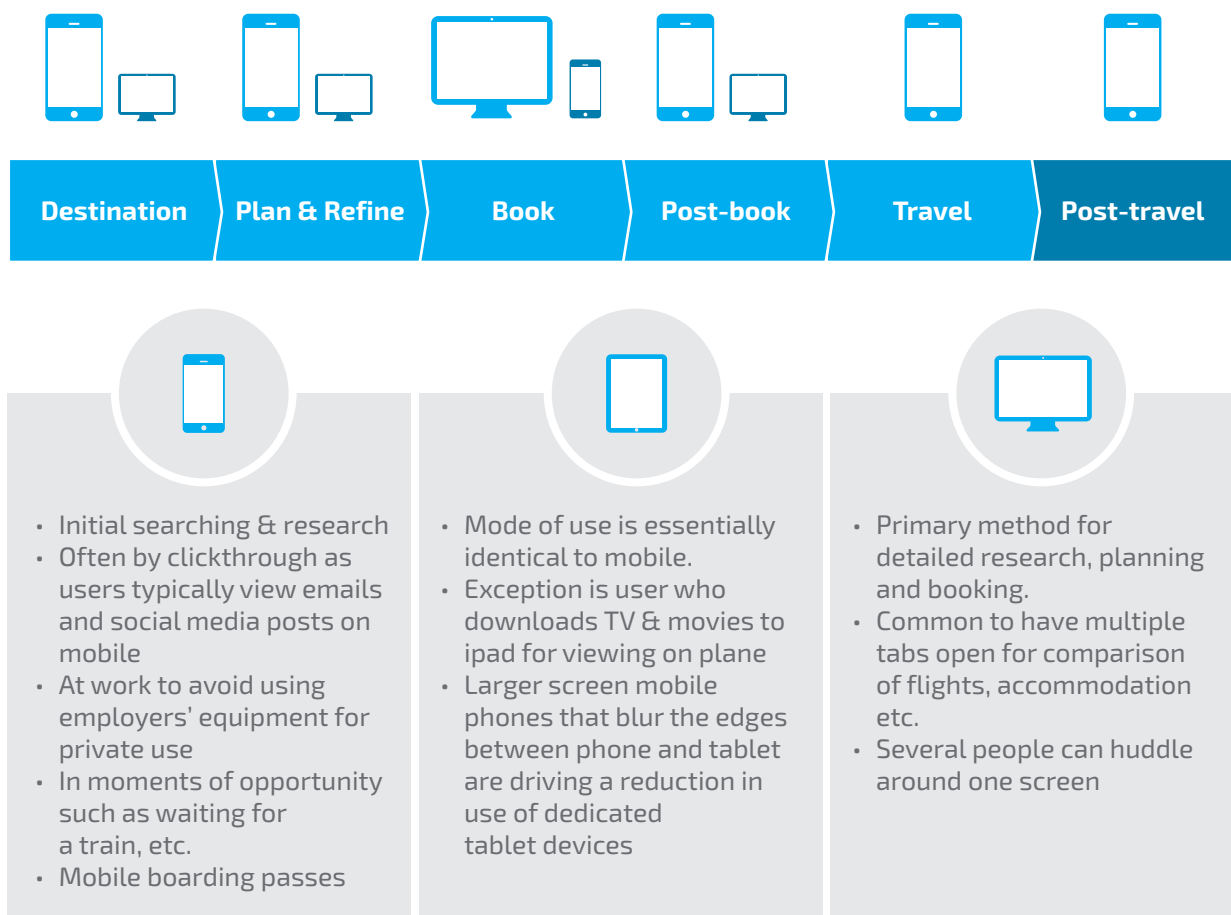 Destination
Plan & Refine
Book
Post-book
Travel
Post-travel
• Initial searching & research
• Often by clickthrough as
users typically view emails
and social media posts on
mobile
• At work to avoid using
employers’ equipment for
private use
• In moments of opportunity
such as waiting for
a train, etc.
• Mobile boarding passes
• Mode of use is essentially
identical to mobile.
• Exception is user who
downloads TV & movies to
ipad for viewing on plane
• Larger screen mobile
phones that blur the edges
between phone and tablet
are driving a reduction in
use of dedicated
tablet devices
• Primary method for
detailed research, planning
and booking.
• Common to have multiple
tabs open for comparison
of flights, accommodation
etc.
• Several people can huddle
around one screen